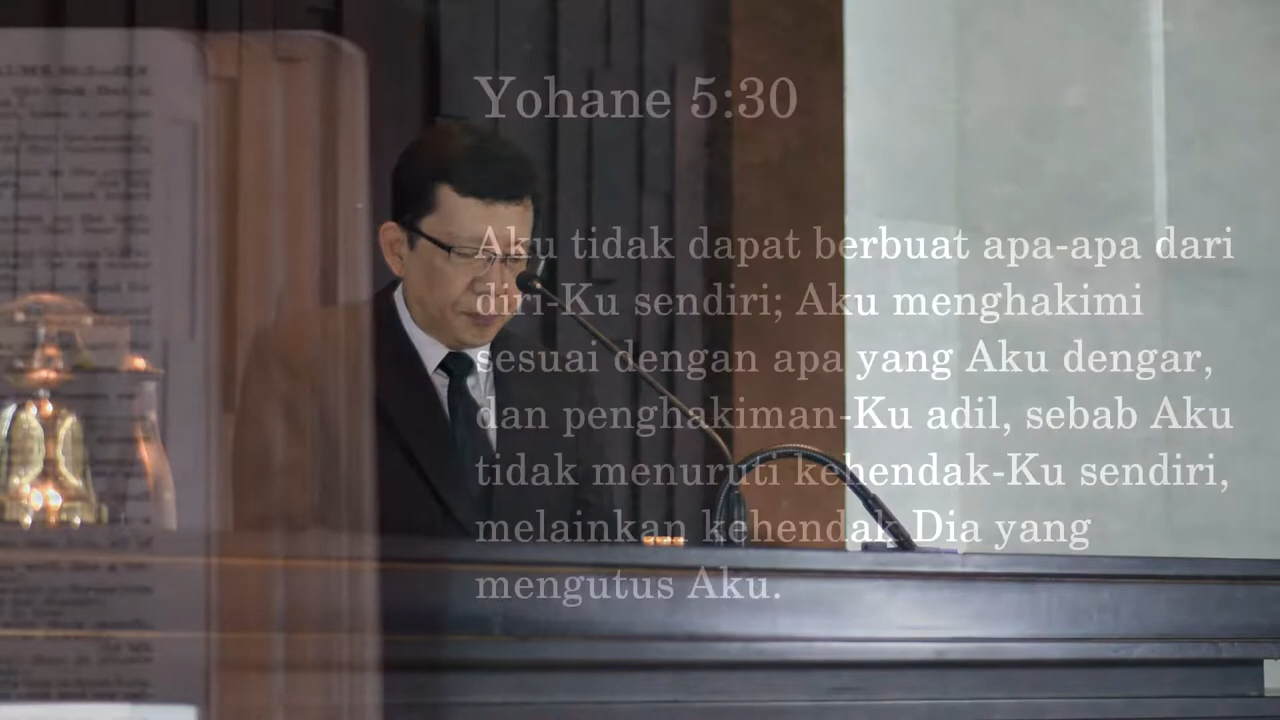 Yohane 5:30
Aku tidak dapat berbuat apa-apa dari
diri-Ku sendiri; Aku menghakimi
sesuai dengan apa yang Aku dengar,
dan penghakiman-Ku adil, sebab Aku
tidak menuruti kehendak-Ku sendiri,
melainkan kehendak Dia yang
mengutus Aku.